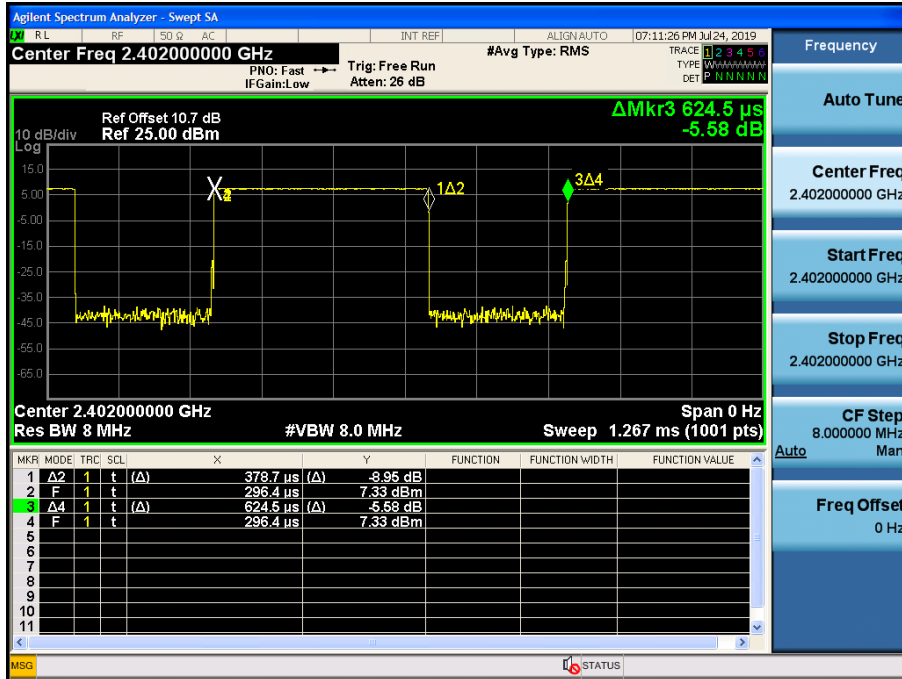 Agilent Spectrum Analyzer - Swept SA
LXI RL RF 50 Ω AC INT REF ALIGNAUTO 07:11:26 PM Jul 24, 2019
Center Freq 2.402000000 GHz
#Avg Type: RMS
TRACE 1 2 3 4 5 6
PNO: Fast Trig: Free Run
TYPE W
IFGain:Low Atten: 26 dB
DET P N N N N N
Frequency
Auto Tune
Ref Offset 10.7 dB
ΔMkr3 624.5 µs
10 dB/div Ref 25.00 dBm
-5.58 dB
Log
15.0
5.00
-5.00
-15.0
-25.0
-35.0
-45.0
-55.0
-65.0
X
2
1Δ2
3Δ4
Center 2.402000000 GHz Span 0 Hz
Res BW 8 MHz #VBW 8.0 MHz Sweep 1.267 ms (1001 pts)
Center Freq
2.402000000 GHz
Start Freq
2.402000000 GHz
Stop Freq
2.402000000 GHz
CF Step
8.000000 MHz
Auto Man
Freq Offset
0 Hz
MKR MODE TRC SCL X Y FUNCTION FUNCTION WIDTH FUNCTION VALUE
1 Δ2 1 t (Δ) 378.7 µs (Δ) -8.95 dB
2 F 1 t 296.4 µs 7.33 dBm
3 Δ4 1 t (Δ) 624.5 µs (Δ) -5.58 dB
4 F 1 t 296.4 µs 7.33 dBm
5
6
7
8
9
10
11
MSG STATUS